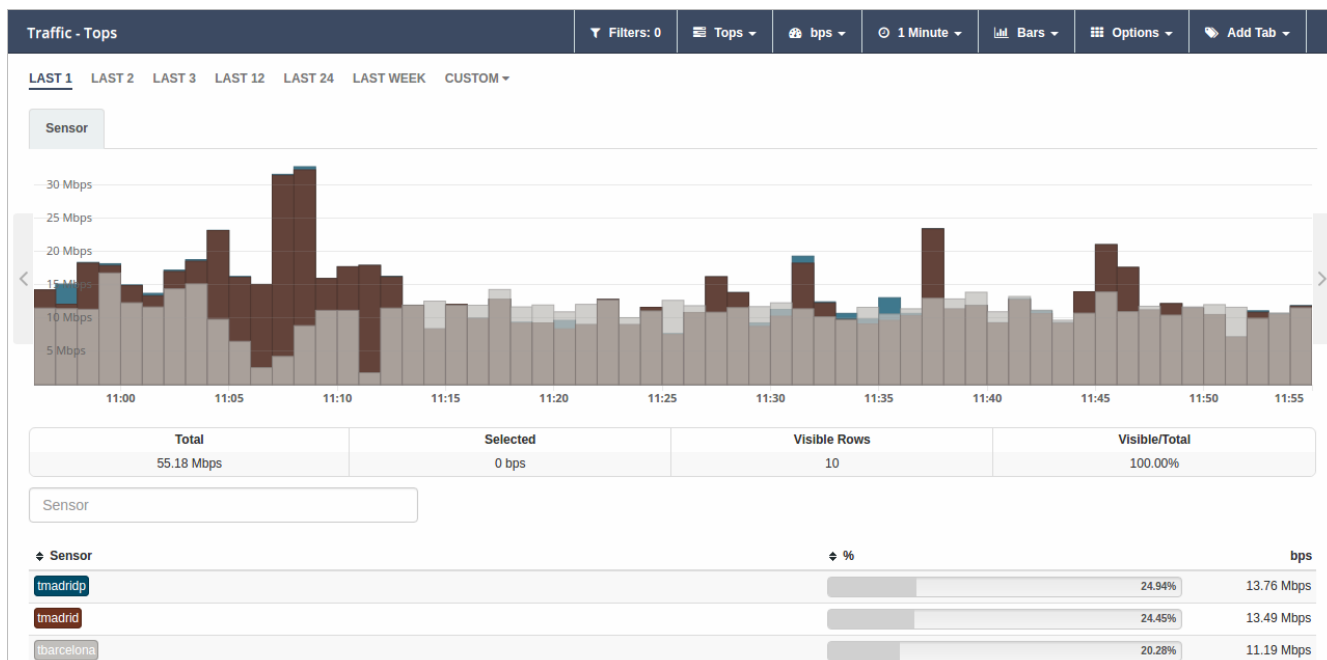 Traffic - Tops Filters: 0 Tops bps 1 Minute Bars Options Add Tab
LAST 1 LAST 2 LAST 3 LAST 12 LAST 24 LAST WEEK CUSTOM
Sensor
30 Mbps
25 Mbps
20 Mbps
15 Mbps
10 Mbps
5 Mbps
11:00 11:05 11:10 11:15 11:20 11:25 11:30 11:35 11:40 11:45 11:50 11:55
Total Selected Visible Rows Visible/Total
55.18 Mbps 0 bps 10 100.00%
Sensor
Sensor % bps
tmadridp 24.94% 13.76 Mbps
tmadrid 24.45% 13.49 Mbps
tbarcelona 20.28% 11.19 Mbps